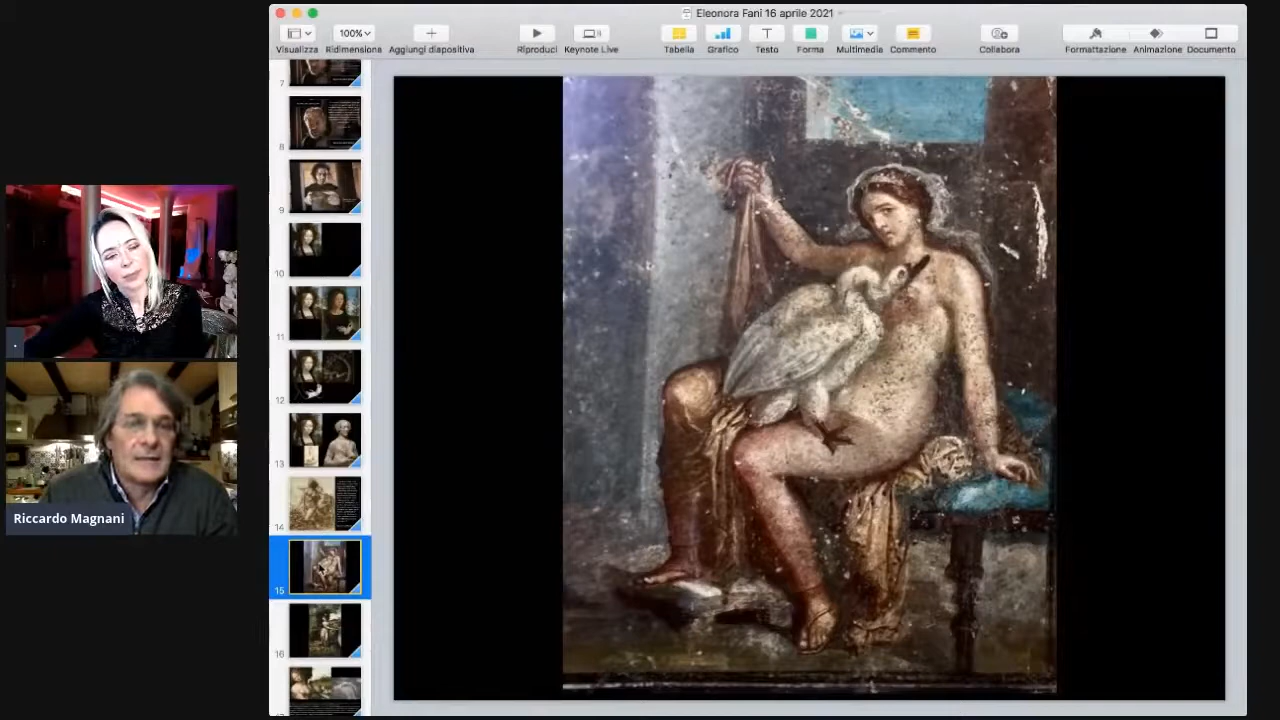 Eleonora Fani 16 aprile 2021
100%
Visualizza
Ridimensiona
Aggiungi diapositiva
Riproduci
Keynote Live
Tabella
Grafico
Testo
Forma
Multimedia
Commento
Collabora
Formattazione
Animazione
Documento
7
8
9
10
11
12
13
14
15
16
Riccardo Magnani